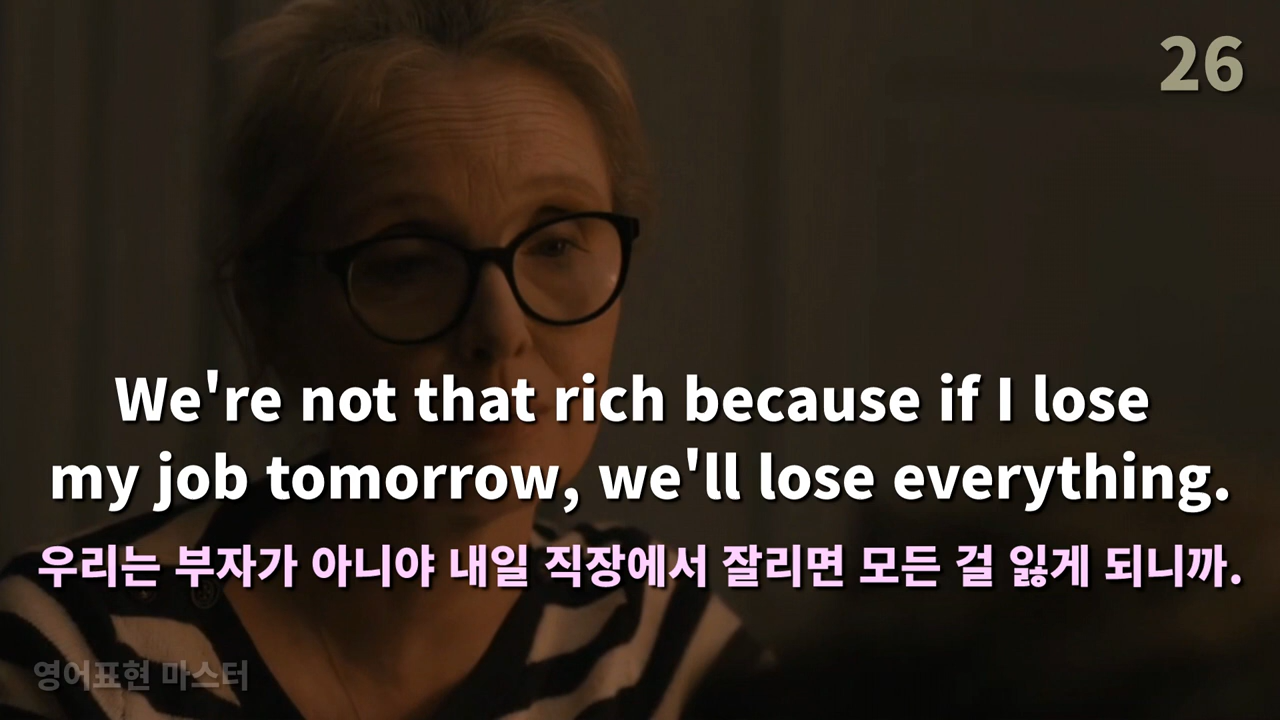 26
We're not that rich because if I lose
my job tomorrow, we'll lose everything.
우리는 부자가 아니야 내일 직장에서 잘리면 모든 걸 잃게 되니까.
영어표현 마스터